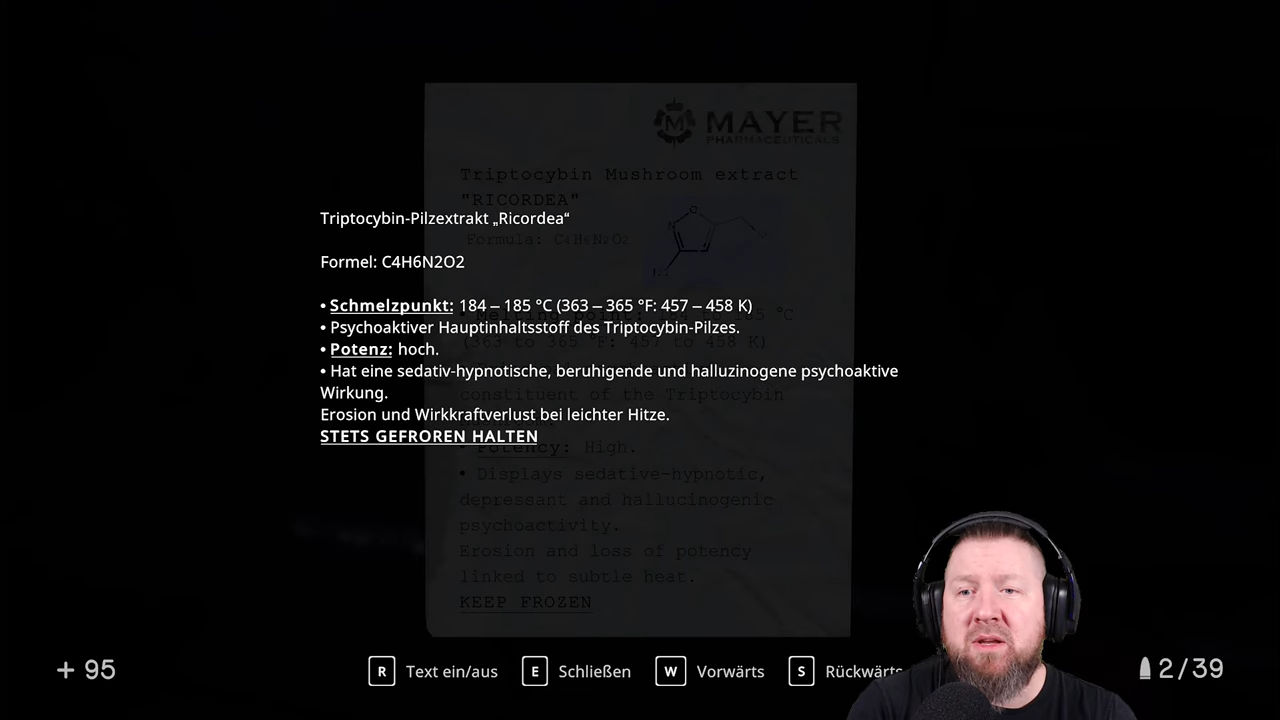 MAYER
PHARMACEUTICALS
Triptocybin Mushroom extract
"RICORDEA"
Formula: C4H6N2O2
(363 to 365 °F: 457 to 458 K)
constituent of the Triptocybin
Potency: High.
• Displays sedative-hypnotic,
depressant and hallucinogenic
psychoactivity.
Erosion and loss of potency
linked to subtle heat.
KEEP FROZEN
Triptocybin-Pilzextrakt „Ricordea“
Formel: C4H6N2O2
• Schmelzpunkt: 184 – 185 °C (363 – 365 °F: 457 – 458 K)
• Psychoaktiver Hauptinhaltsstoff des Triptocybin-Pilzes.
• Potenz: hoch.
• Hat eine sedativ-hypnotische, beruhigende und halluzinogene psychoaktive
Wirkung.
Erosion und Wirkkraftverlust bei leichter Hitze.
STETS GEFROREN HALTEN
+ 95
R Text ein/aus
E Schließen
W Vorwärts
S Rückwärts
2/39